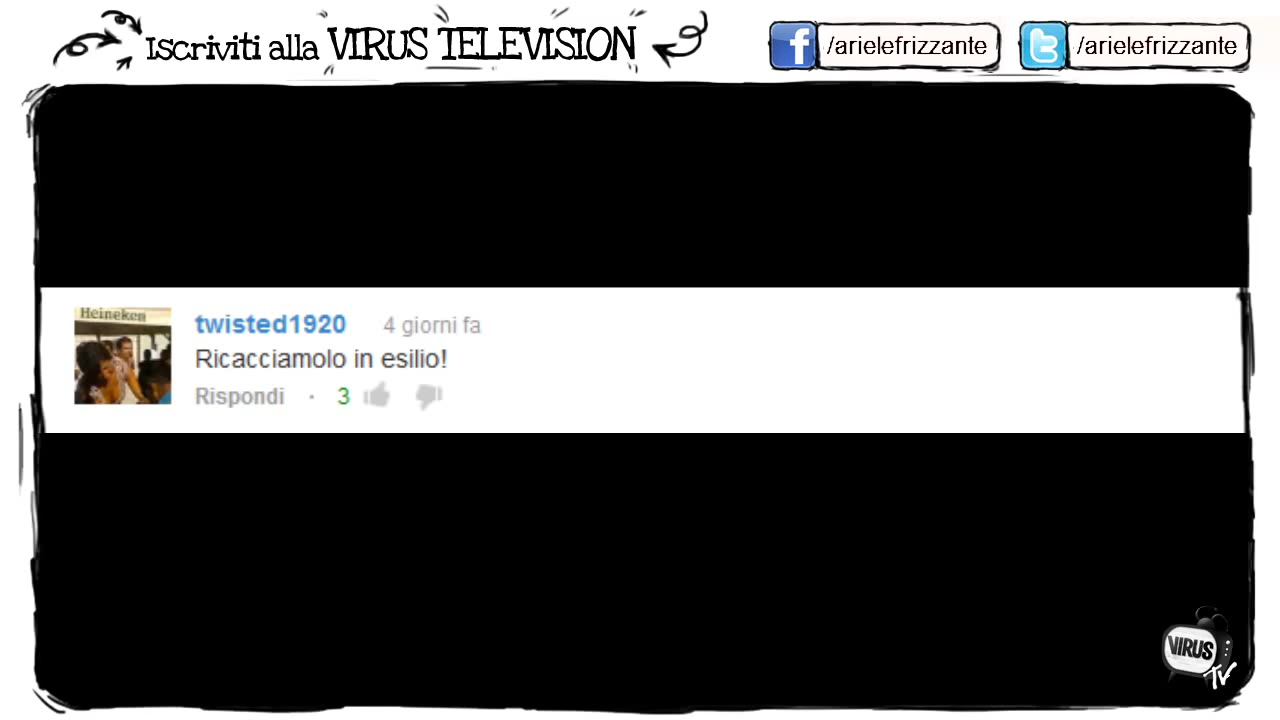 Iscriviti alla VIRUS TELEVISION
/arielefrizzante
/arielefrizzante
Heineken
twisted1920 4 giorni fa
Ricacciamolo in esilio!
Rispondi · 3
VIRUS
TV